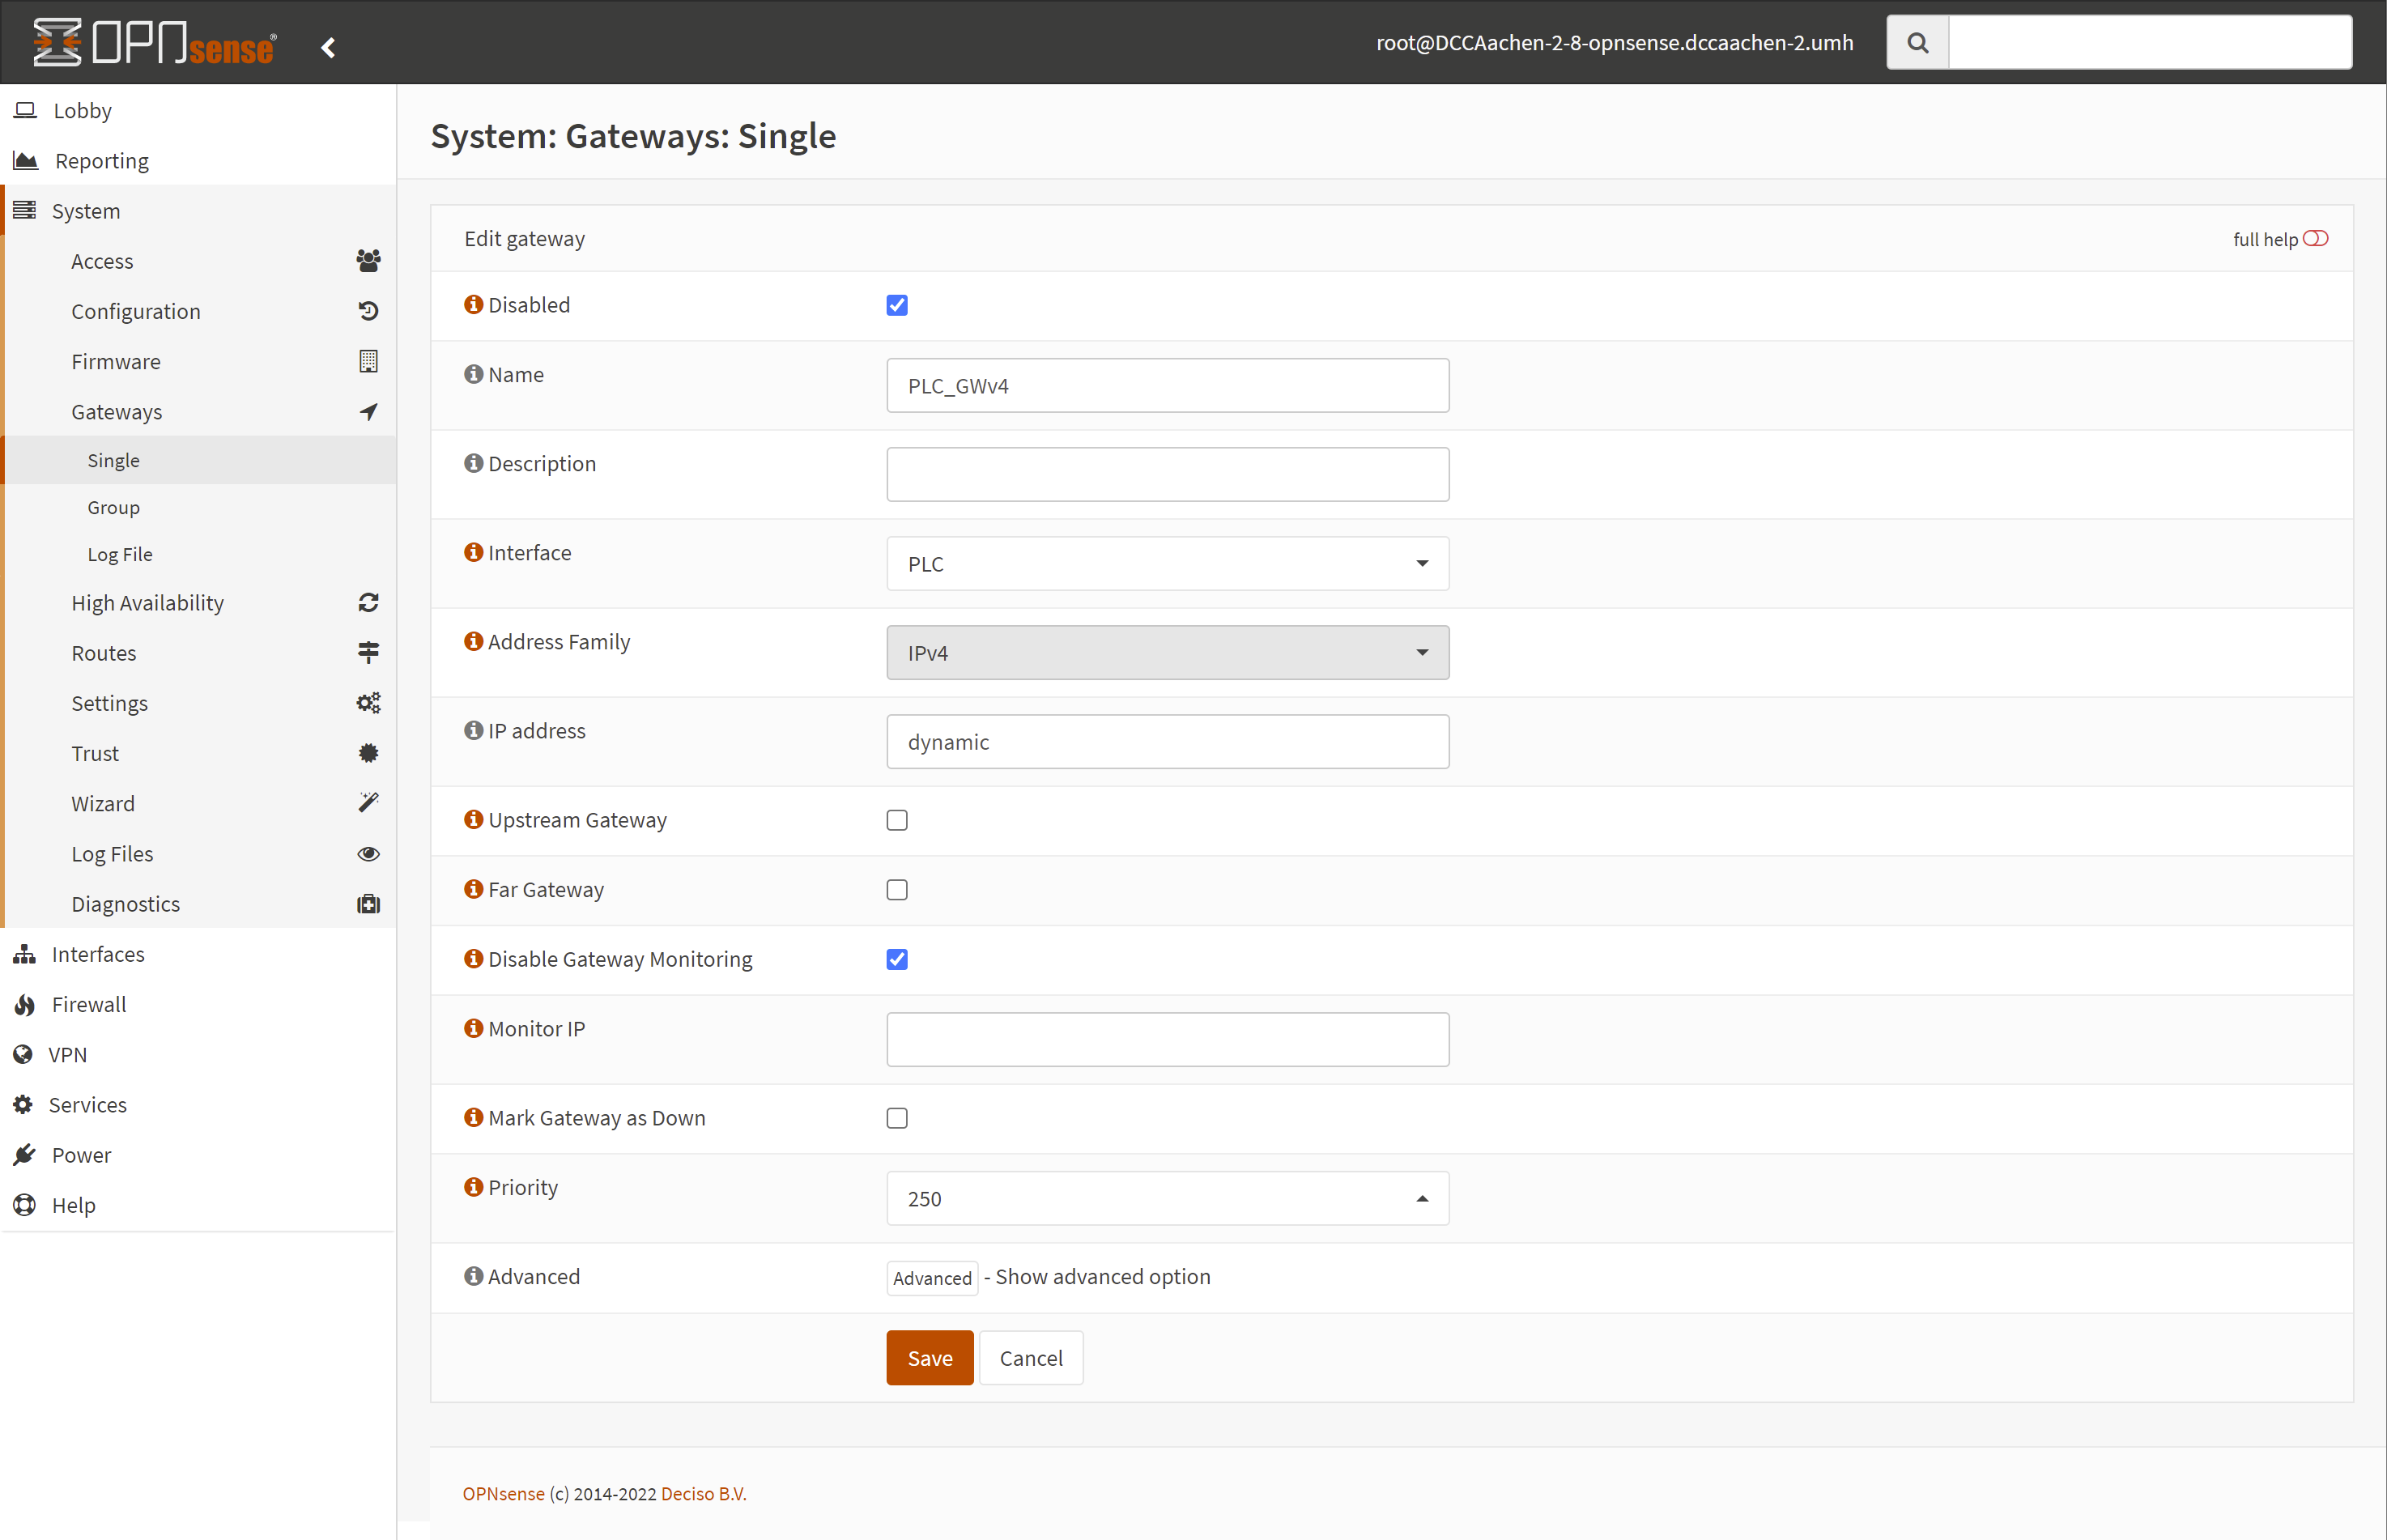 OPNsense®
root@DCCAachen-2-8-opnsense.dccaachen-2.umh
Lobby
Reporting
System
Access
Configuration
Firmware
Gateways
Single
Group
Log File
High Availability
Routes
Settings
Trust
Wizard
Log Files
Diagnostics
Interfaces
Firewall
VPN
Services
Power
Help
System: Gateways: Single
Edit gateway
full help
Disabled
Name
PLC_GWv4
Description
Interface
PLC
Address Family
IPv4
IP address
dynamic
Upstream Gateway
Far Gateway
Disable Gateway Monitoring
Monitor IP
Mark Gateway as Down
Priority
250
Advanced
Advanced - Show advanced option
Save
Cancel
OPNsense (c) 2014-2022 Deciso B.V.